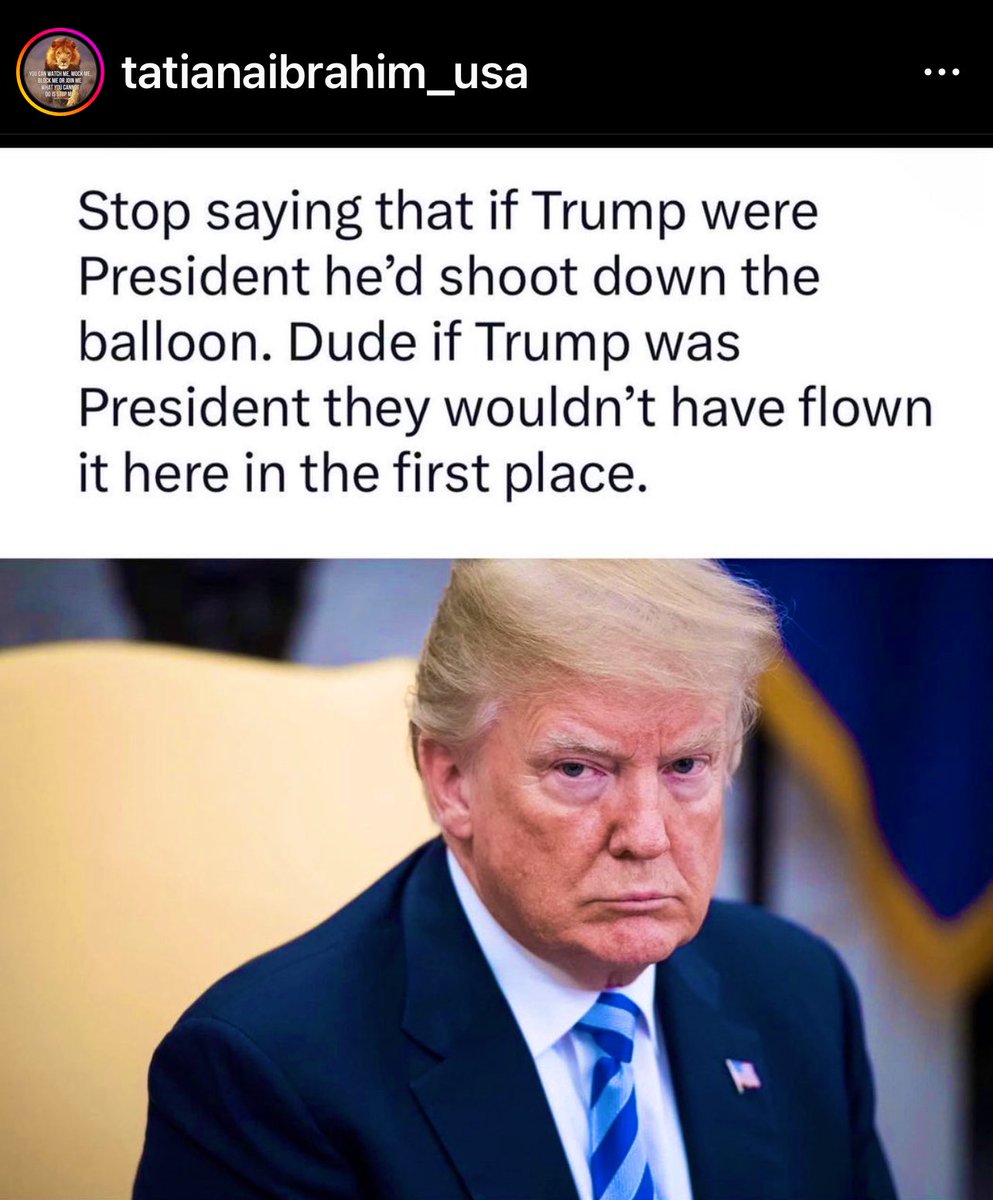 tatianaibrahim_usa
YOU CAN WATCH ME, MOCK ME,
BLOCK ME OR JOIN ME
WHAT YOU CANNOT
DO IS STOP ME
Stop saying that if Trump were
President he’d shoot down the
balloon. Dude if Trump was
President they wouldn’t have flown
it here in the first place.